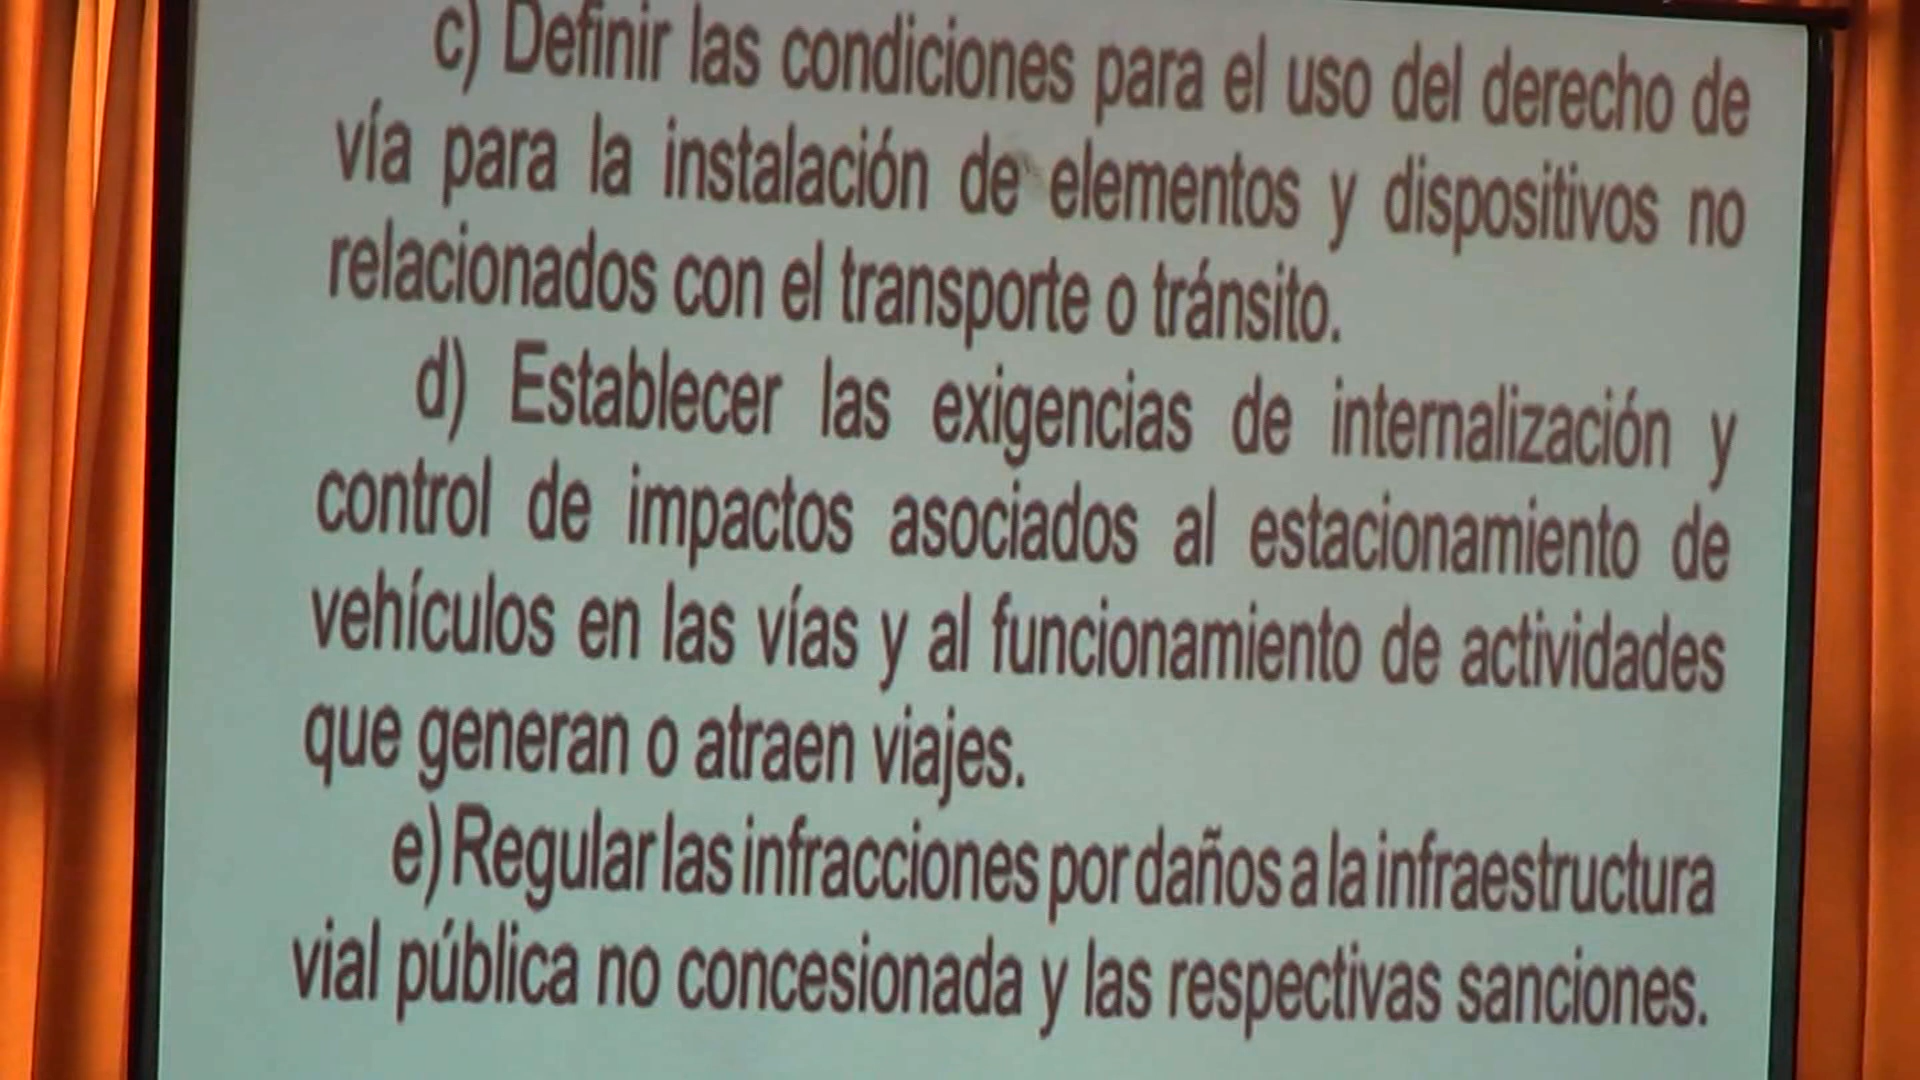 c) Definir las condiciones para el uso del derecho de
vía para la instalación de elementos y dispositivos no
relacionados con el transporte o tránsito.
d) Establecer las exigencias de internalización y
control de impactos asociados al estacionamiento de
vehículos en las vías y al funcionamiento de actividades
que generan o atraen viajes.
e) Regular las infracciones por daños a la infraestructura
vial pública no concesionada y las respectivas sanciones.